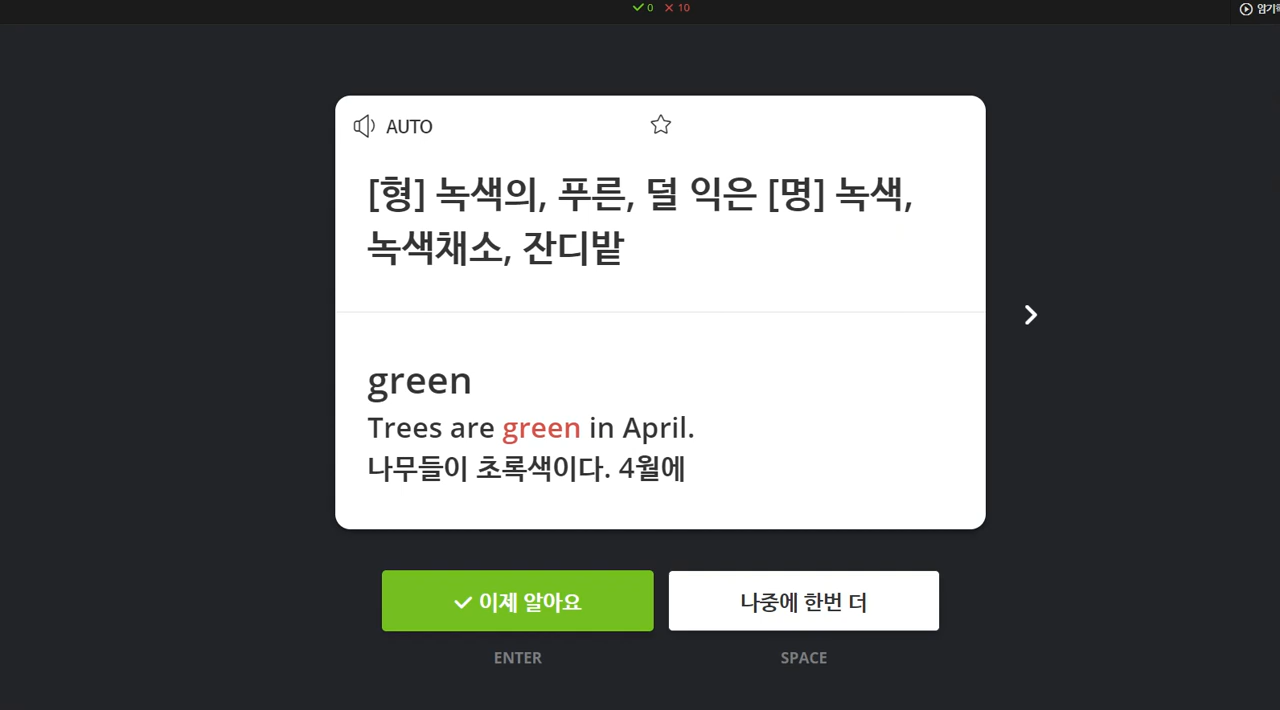 0 10
AUTO
[형] 녹색의, 푸른, 덜 익은 [명] 녹색,
녹색채소, 잔디밭
green
Trees are green in April.
나무들이 초록색이다. 4월에
이제 알아요 나중에 한번 더
ENTER SPACE